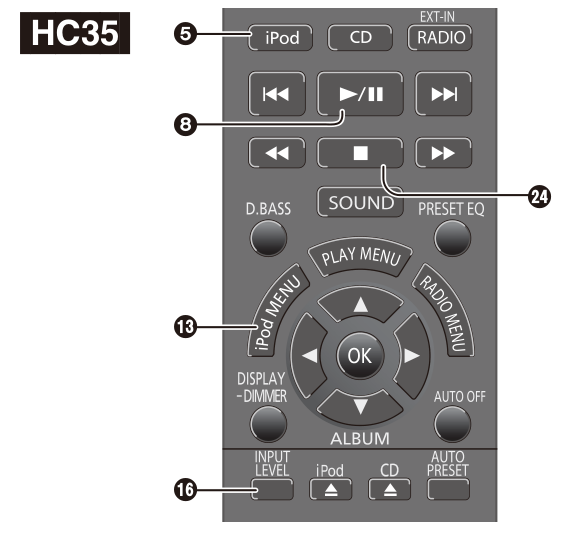 HC35
EXT-IN
5 iPod CD RADIO
8
24
SOUND
D.BASS PRESET EQ
PLAY MENU
iPod MENU RADIO MENU
13
OK
DISPLAY
-DIMMER AUTO OFF
ALBUM
INPUT LEVEL iPod CD AUTO PRESET
16